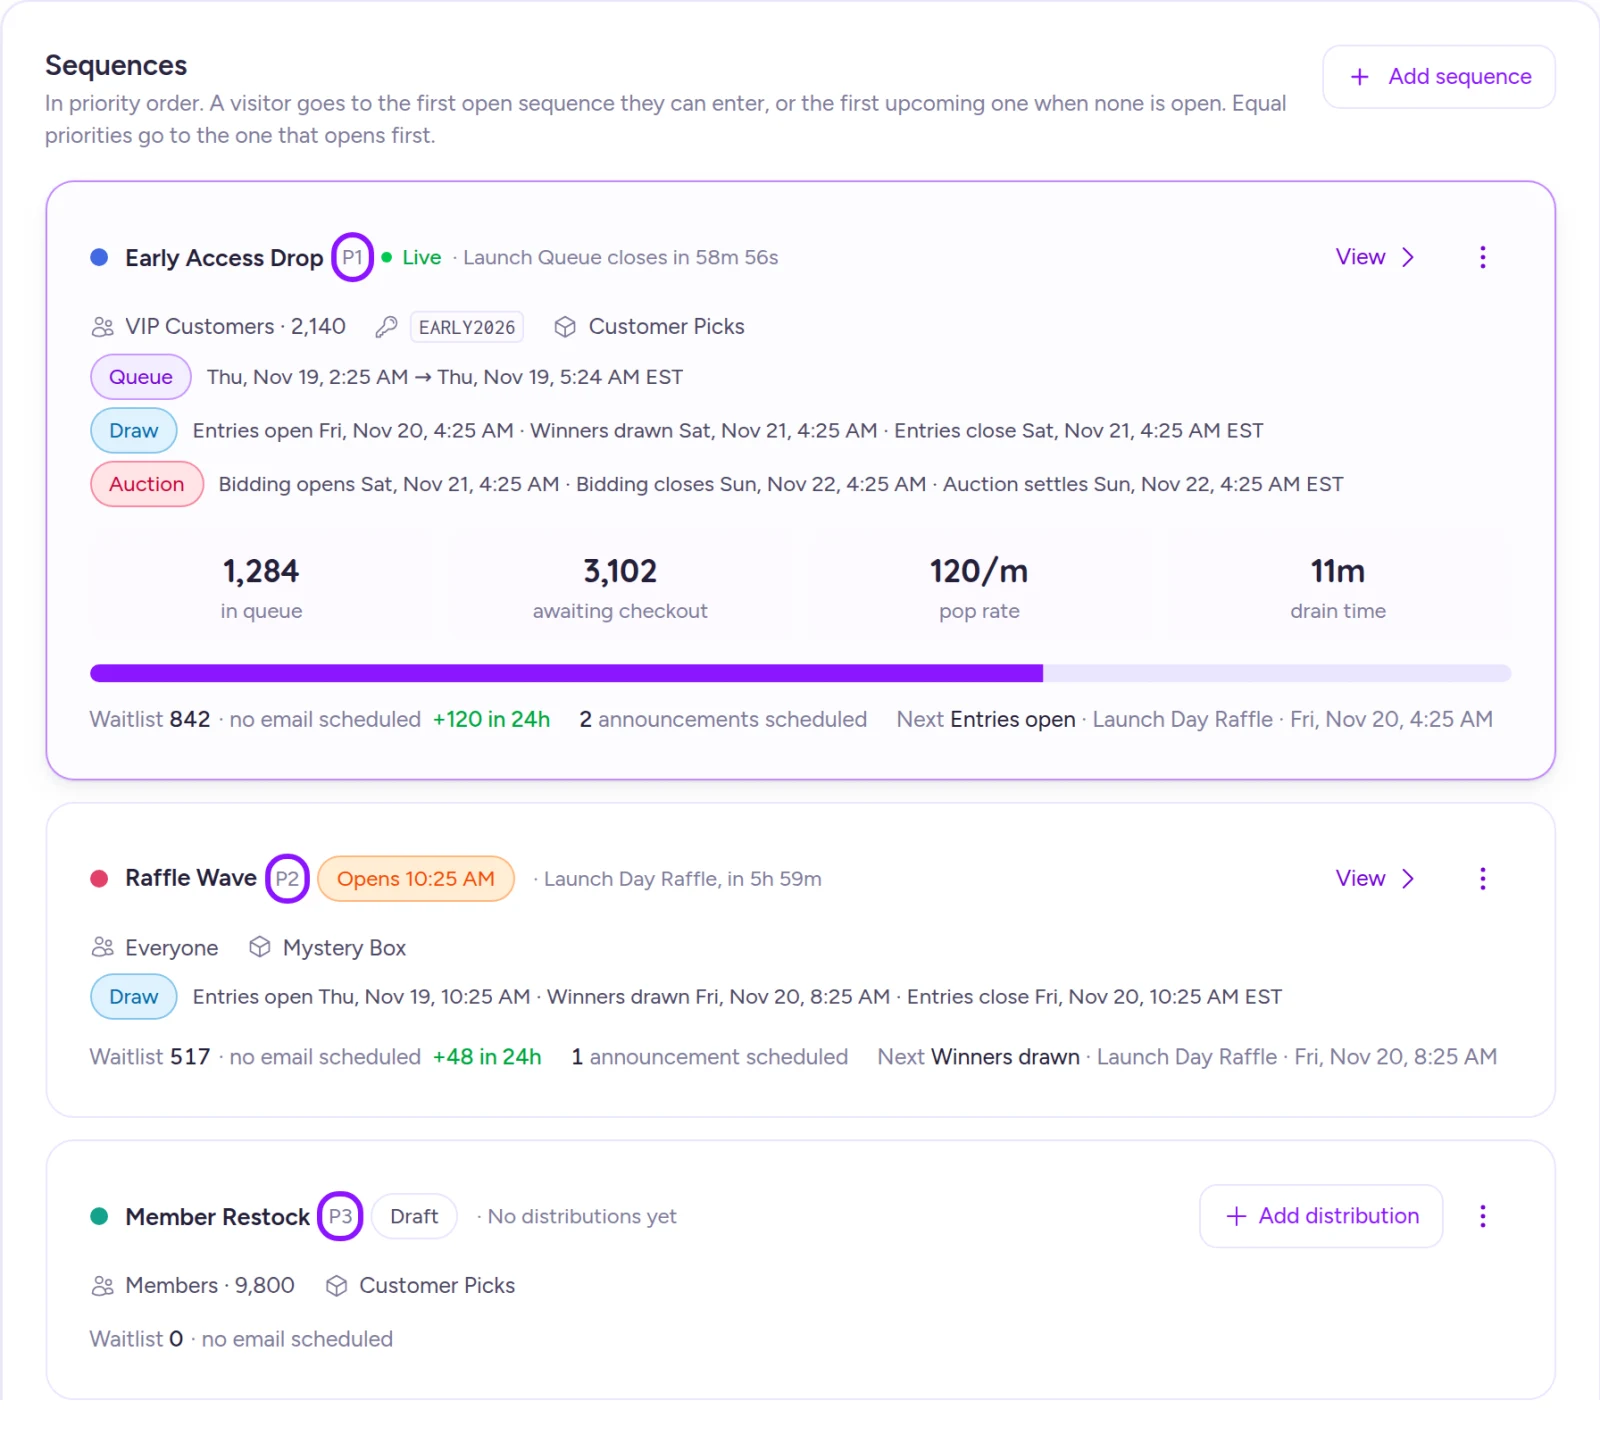 Sequences
In priority order. A visitor goes to the first open sequence they can enter, or the first upcoming one when none is open. Equal
priorities go to the one that opens first.
+ Add sequence
Early Access Drop P1 Live · Launch Queue closes in 58m 56s View
VIP Customers · 2,140 EARLY2026 Customer Picks
Queue Thu, Nov 19, 2:25 AM → Thu, Nov 19, 5:24 AM EST
Draw Entries open Fri, Nov 20, 4:25 AM · Winners drawn Sat, Nov 21, 4:25 AM · Entries close Sat, Nov 21, 4:25 AM EST
Auction Bidding opens Sat, Nov 21, 4:25 AM · Bidding closes Sun, Nov 22, 4:25 AM · Auction settles Sun, Nov 22, 4:25 AM EST
1,284 3,102 120/m 11m
in queue awaiting checkout pop rate drain time
Waitlist 842 · no email scheduled +120 in 24h 2 announcements scheduled Next Entries open · Launch Day Raffle · Fri, Nov 20, 4:25 AM
Raffle Wave P2 Opens 10:25 AM · Launch Day Raffle, in 5h 59m View
Everyone Mystery Box
Draw Entries open Thu, Nov 19, 10:25 AM · Winners drawn Fri, Nov 20, 8:25 AM · Entries close Fri, Nov 20, 10:25 AM EST
Waitlist 517 · no email scheduled +48 in 24h 1 announcement scheduled Next Winners drawn · Launch Day Raffle · Fri, Nov 20, 8:25 AM
Member Restock P3 Draft · No distributions yet + Add distribution
Members · 9,800 Customer Picks
Waitlist 0 · no email scheduled